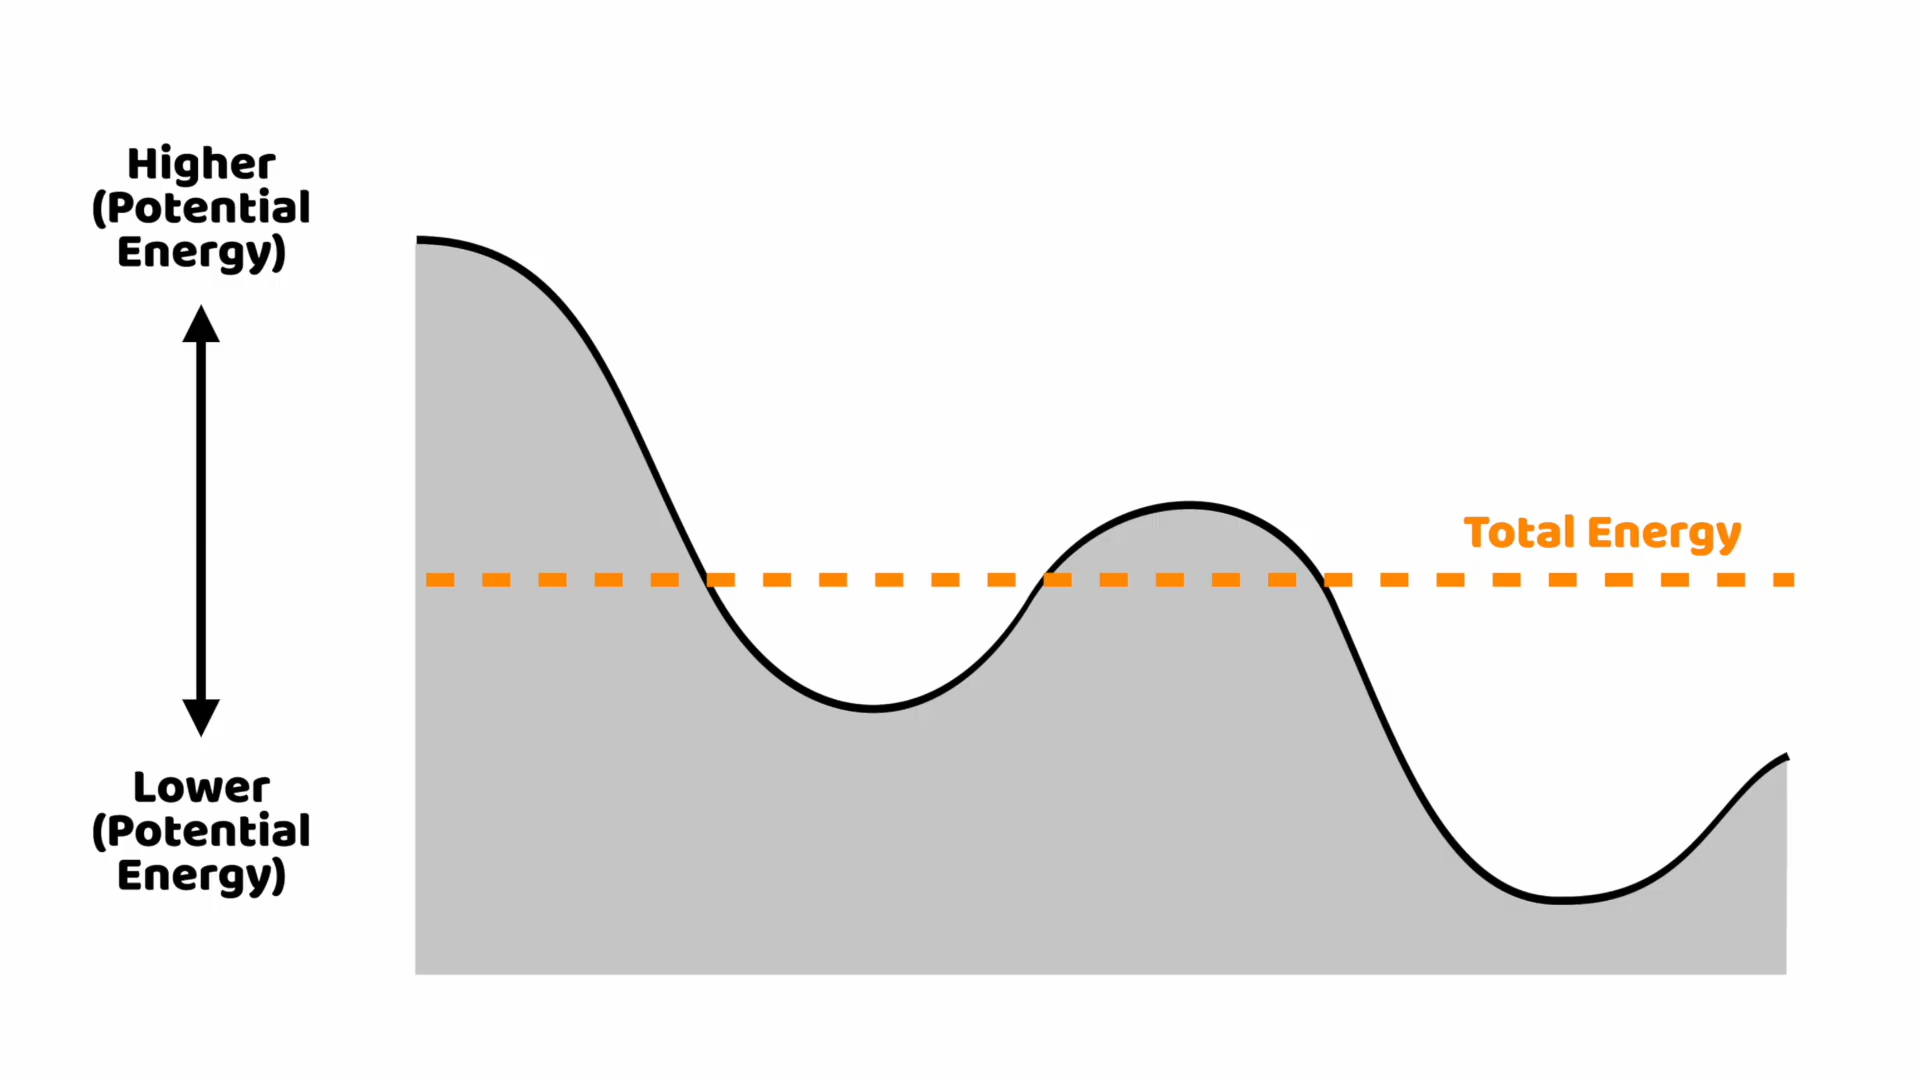 Higher
(Potential
Energy)
Total Energy
Lower
(Potential
Energy)